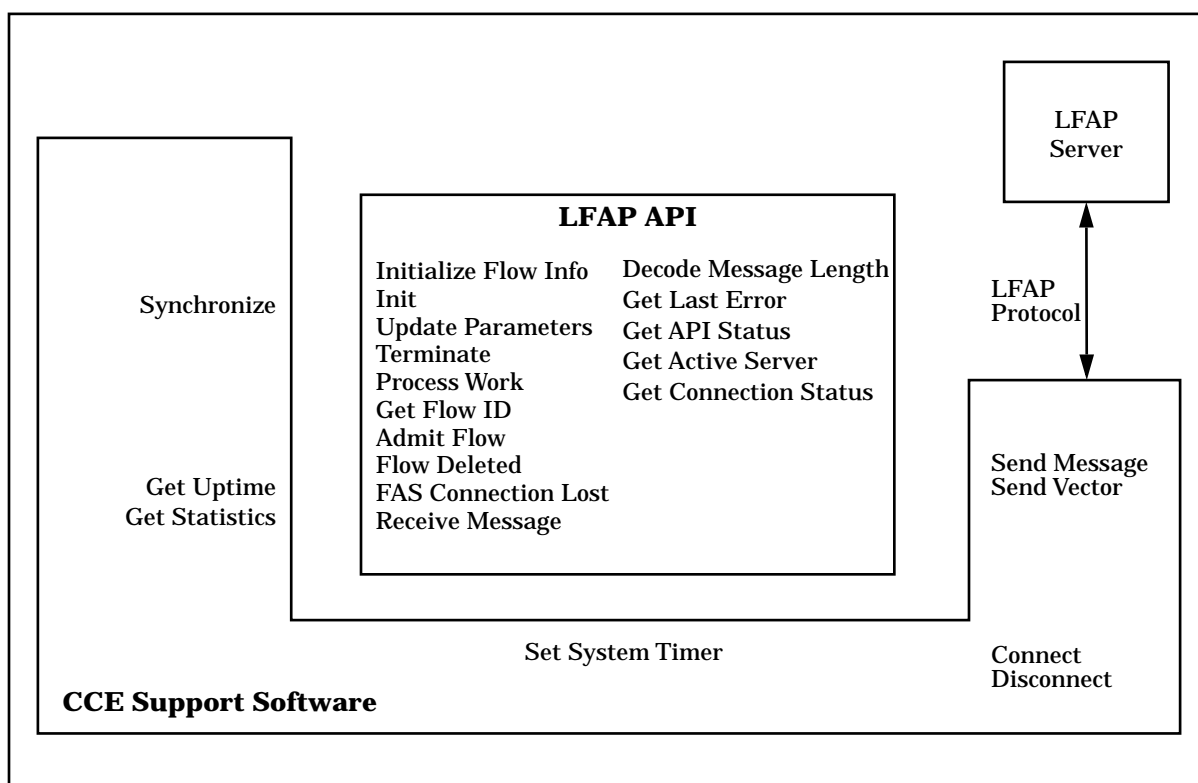 LFAP
Server
LFAP API
Initialize Flow Info
Init
Update Parameters
Terminate
Process Work
Get Flow ID
Admit Flow
Flow Deleted
FAS Connection Lost
Receive Message
Decode Message Length
Get Last Error
Get API Status
Get Active Server
Get Connection Status
Synchronize
Get Uptime
Get Statistics
LFAP
Protocol
Send Message
Send Vector
Set System Timer
Connect
Disconnect
CCE Support Software